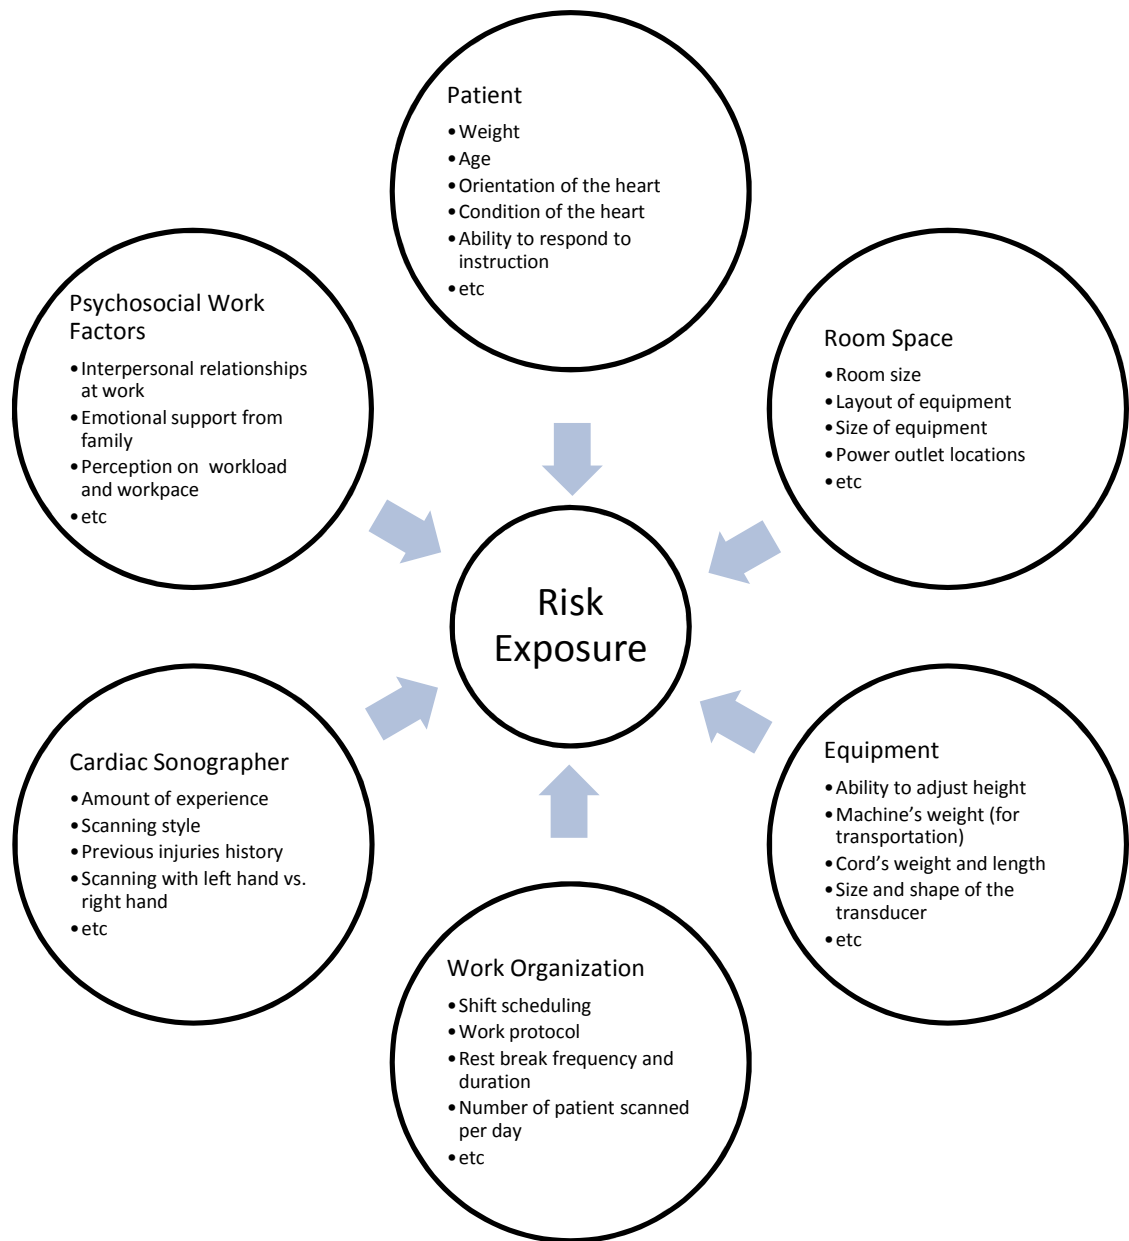 Patient
•Weight
•Age
•Orientation of the heart
•Condition of the heart
•Ability to respond to
instruction
•etc
Psychosocial Work
Factors
•Interpersonal relationships
at work
•Emotional support from
family
•Perception on workload
and workpace
•etc
Room Space
•Room size
•Layout of equipment
•Size of equipment
•Power outlet locations
•etc
Risk
Exposure
Cardiac Sonographer
•Amount of experience
•Scanning style
•Previous injuries history
•Scanning with left hand vs.
right hand
•etc
Equipment
•Ability to adjust height
•Machine's weight (for
transportation)
•Cord's weight and length
•Size and shape of the
transducer
•etc
Work Organization
•Shift scheduling
•Work protocol
•Rest break frequency and
duration
•Number of patient scanned
per day
•etc